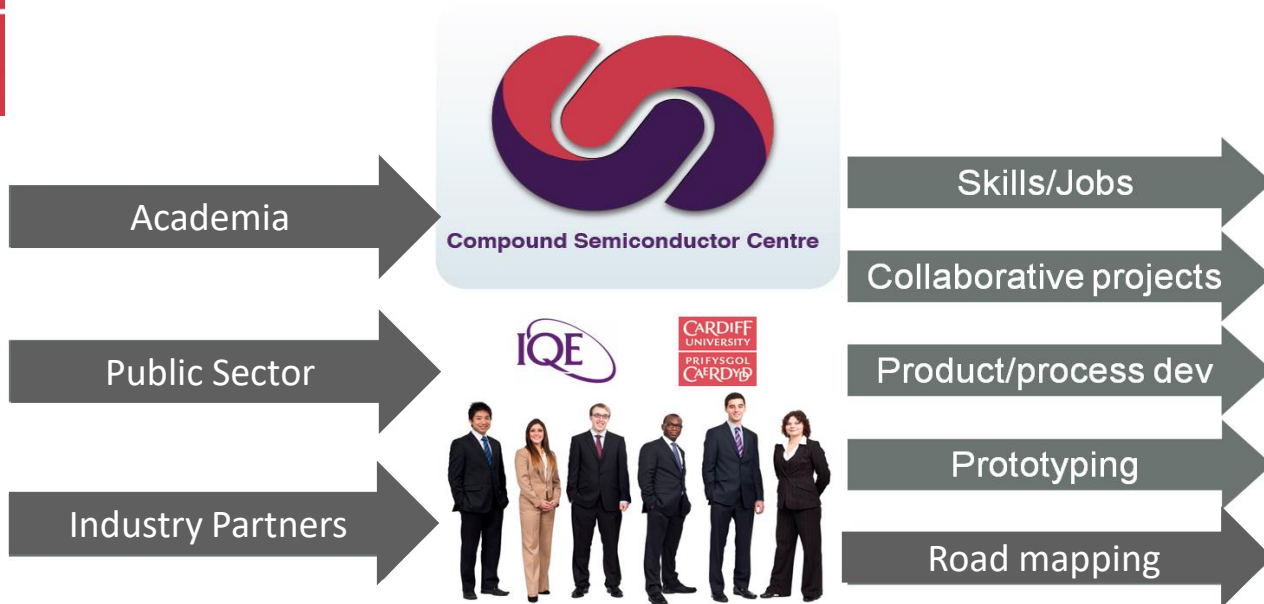 Academia
Public Sector
Industry Partners
Compound Semiconductor Centre
IQE
CARDIFF
UNIVERSITY
PRIFYSGOL
CAERDYDD
Skills/Jobs
Collaborative projects
Product/process dev
Prototyping
Road mapping